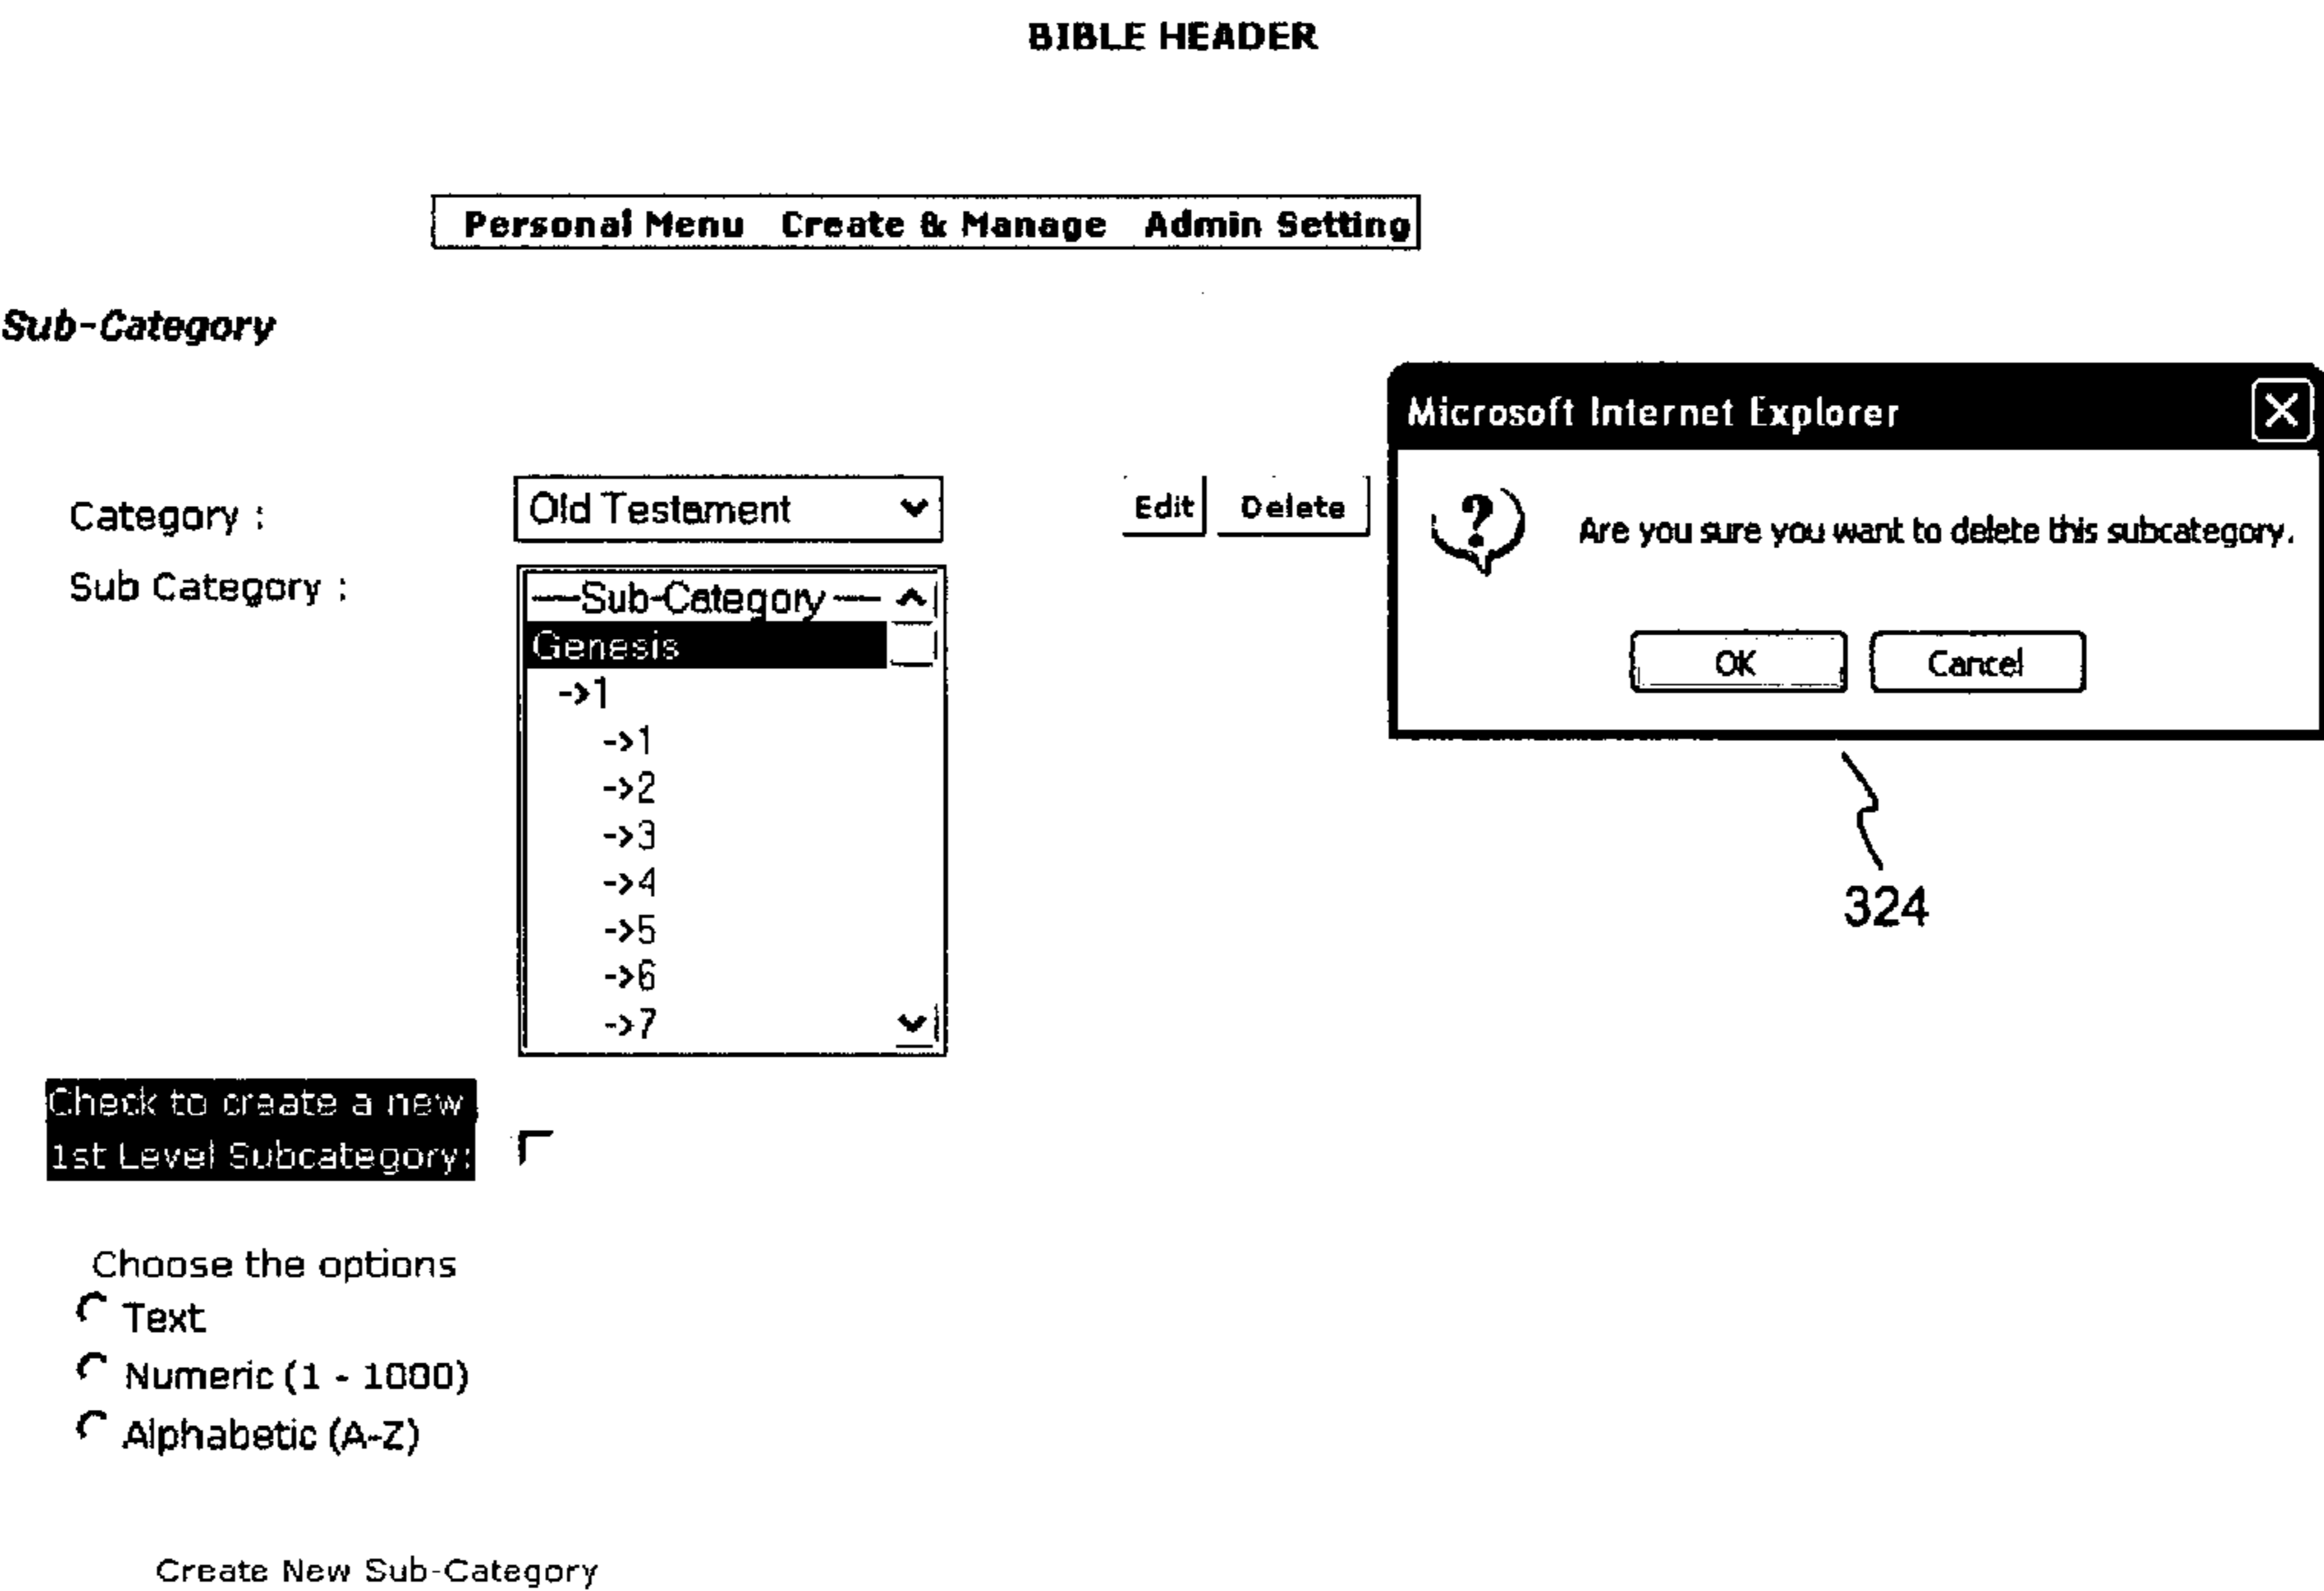 BIBLE HEADER
Personal Menu Create & Manage Admin Setting
Sub-Category
Microsoft Internet Explorer
Category : Old Testament Edit Delete
Are you sure you want to delete this subcategory.
Sub Category : —Sub-Category—
Genesis
OK Cancel
->1
->1
->2
->3
->4
->5
->6
->7
324
Check to create a new
1st Level Subcategory:
Choose the options
Text
Numeric (1 - 1000)
Alphabetic (A-Z)
Create New Sub-Category